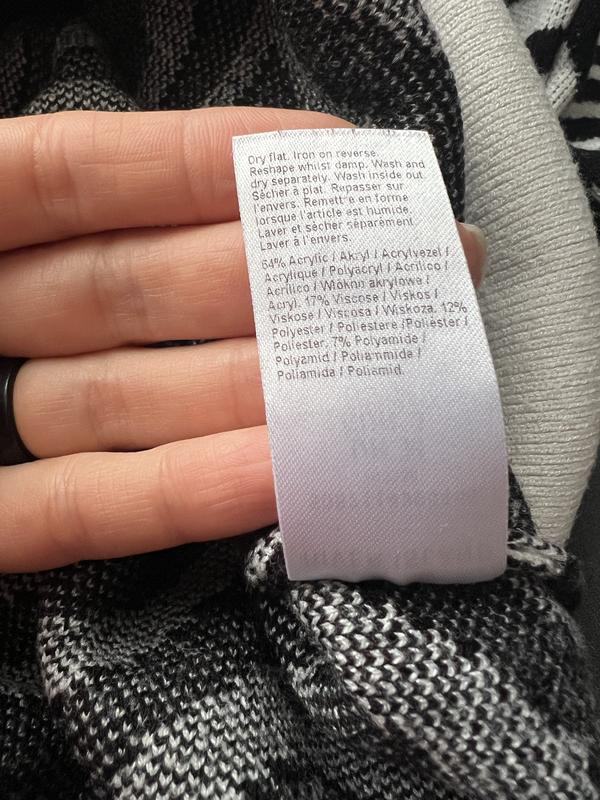 Dry flat. Iron on reverse.
Reshape whilst damp. Wash and
dry separately. Wash inside out.
Sécher à plat. Repasser sur
l'envers. Remettre en forme
lorsque l'article est humide.
Laver et sécher séparément.
Laver à l'envers.
64% Acrylic / Akryl / Acrylvezel /
Acrylique / Polyacryl / Acrilico /
Acrílico / Włókno akrylowe /
Acryl. 17% Viscose / Viskos /
Viskose / Viscosa / Wiskoza. 12%
Polyester / Poliestere /Poliéster /
Poliester. 7% Polyamide /
Polyamid / Poliammide /
Poliamida / Poliamid.